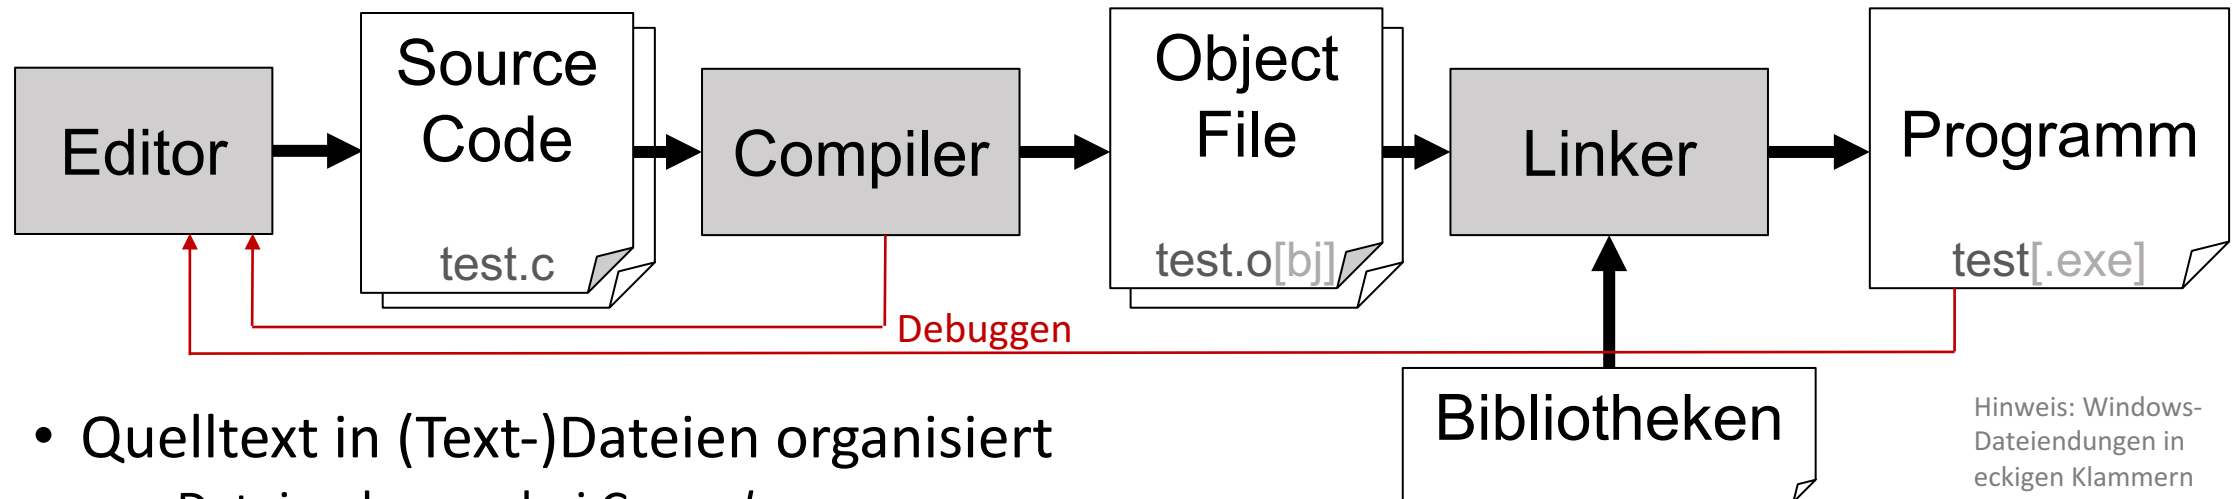 Editor
Source
Code
test.c
Compiler
Object
File
test.o[bj]
Linker
Programm
test[.exe]
Debuggen
Bibliotheken
Hinweis: Windows-
Dateiendungen in
eckigen Klammern
• Quelltext in (Text-)Dateien organisiert